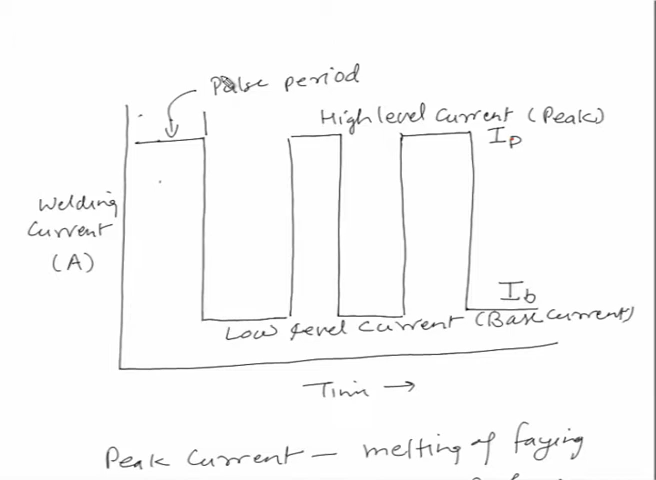 Pulse period
High level Current (Peak)
Ip
Welding
Current
(A)
Ib
Low level Current (Base Current)
Time →
Peak Current — melting of faying